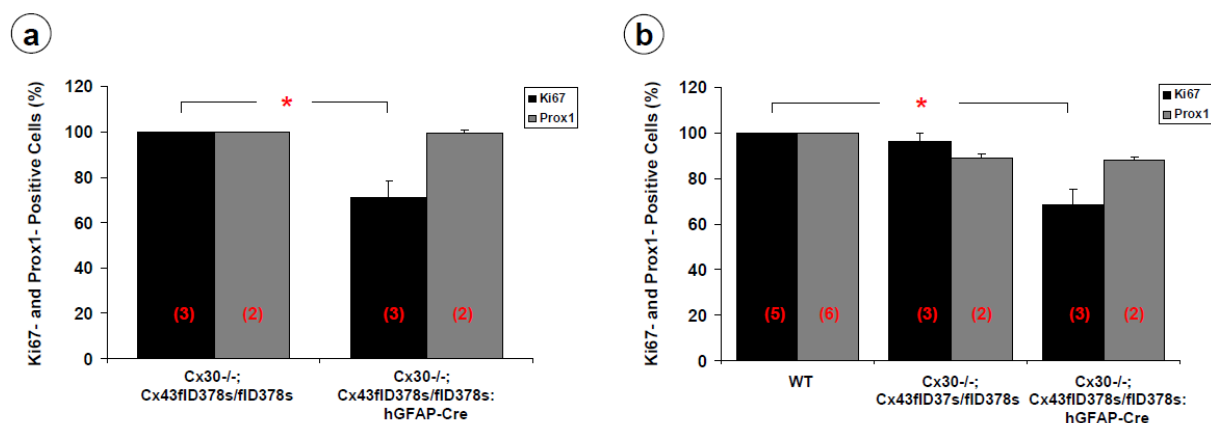 a
Ki67- and Prox1- Positive Cells (%)
120
100
80
60
40
20
0
*
Ki67
Prox1
(3)
(2)
(3)
(2)
Cx30-/-;
Cx43flD378s/flD378s
Cx30-/-;
Cx43flD378s/flD378s:
hGFAP-Cre
b
Ki67- and Prox1- Positive Cells (%)
120
100
80
60
40
20
0
*
Ki67
Prox1
(5)
(6)
(3)
(2)
(3)
(2)
WT
Cx30-/-;
Cx43flD37s/flD378s
Cx30-/-;
Cx43flD378s/flD378s:
hGFAP-Cre